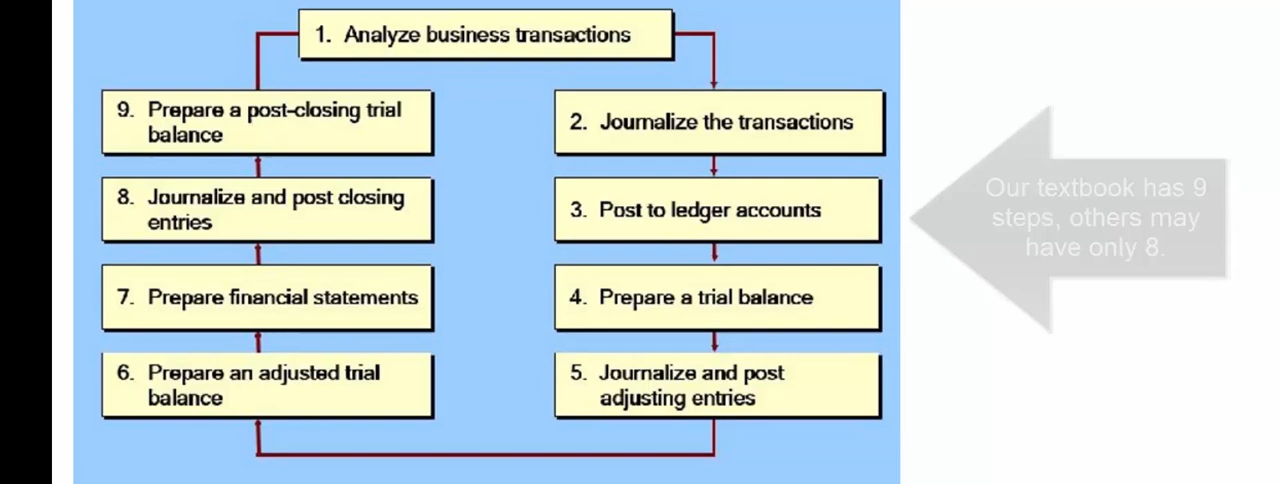 1. Analyze business transactions
2. Journalize the transactions
3. Post to ledger accounts
4. Prepare a trial balance
5. Journalize and post
adjusting entries
6. Prepare an adjusted trial
balance
7. Prepare financial statements
8. Journalize and post closing
entries
9. Prepare a post-closing trial
balance
Our textbook has 9
steps, others may
have only 8.